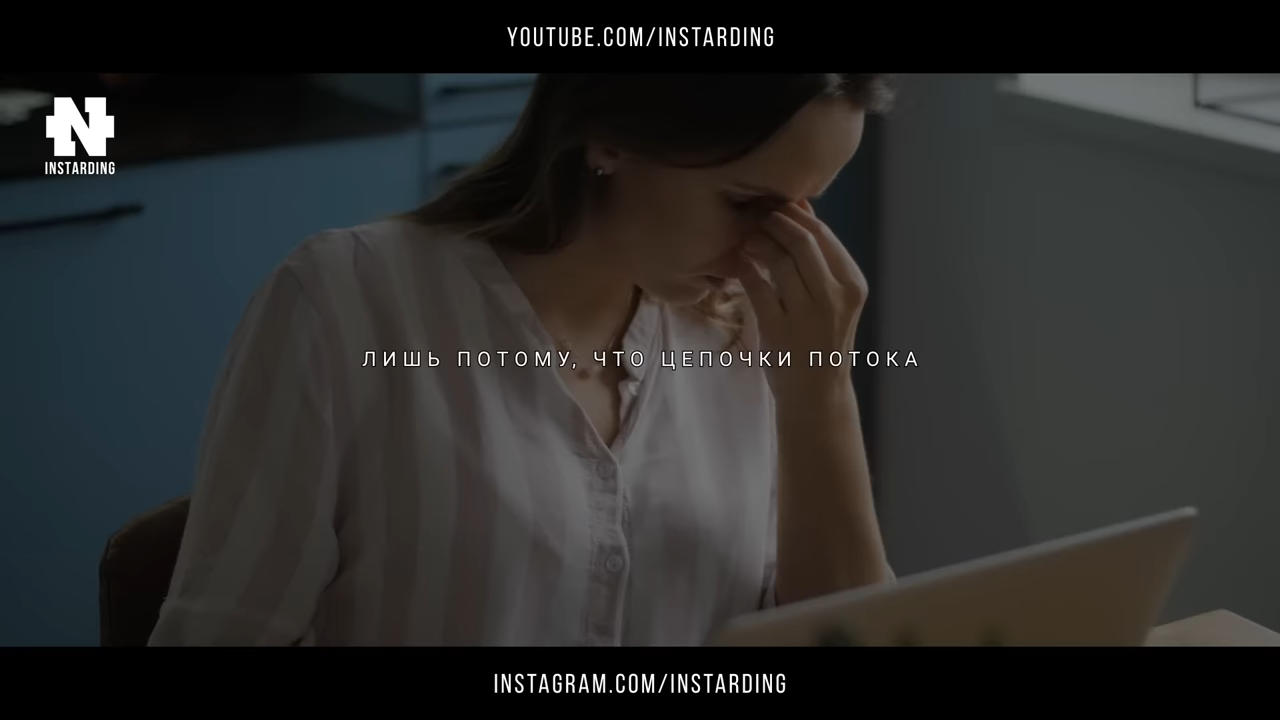 YOUTUBE.COM/INSTARDING
N
INSTARDING
ЛИШЬ ПОТОМУ, ЧТО ЦЕПОЧКИ ПОТОКА
INSTAGRAM.COM/INSTARDING